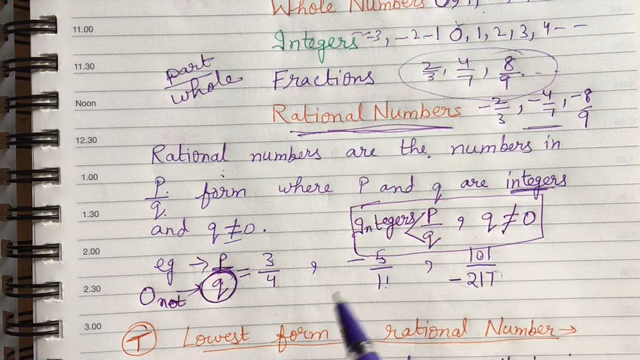 Whole Numbers
11.00
Integers -3, -2 -1 0, 1, 2, 3, 4 - -
11.30
part/whole Fractions 2/3, 4/7, 8/9 ...
Noon
Rational Numbers -2/3, -4/7, -8/9
12.30
Rational numbers are the numbers in
1.00
P/q form where P and q are integers
1.30
and q ≠ 0. Integers < P/q, q ≠ 0
2.00
eg → P/q = 3/4, -5/11, 101/-217
2.30
0 not →
3.00
T Lowest form rational Number →